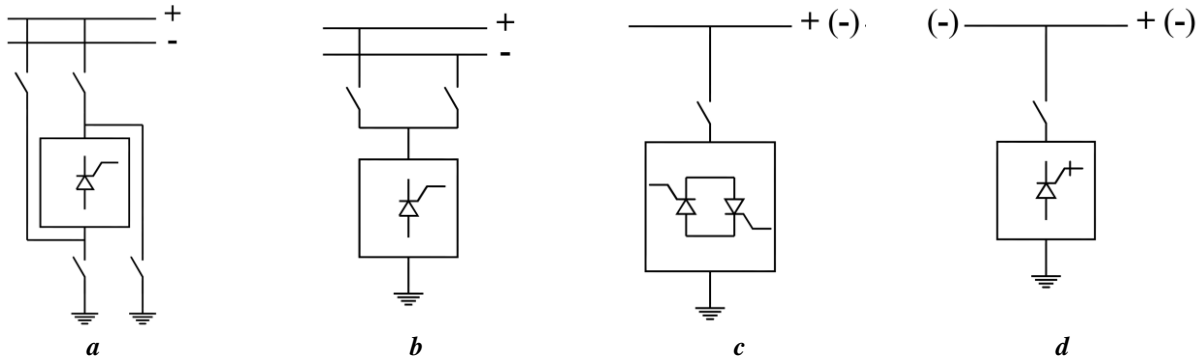 +
-
+
-
+ (-)
(-) + (-)
a b c d